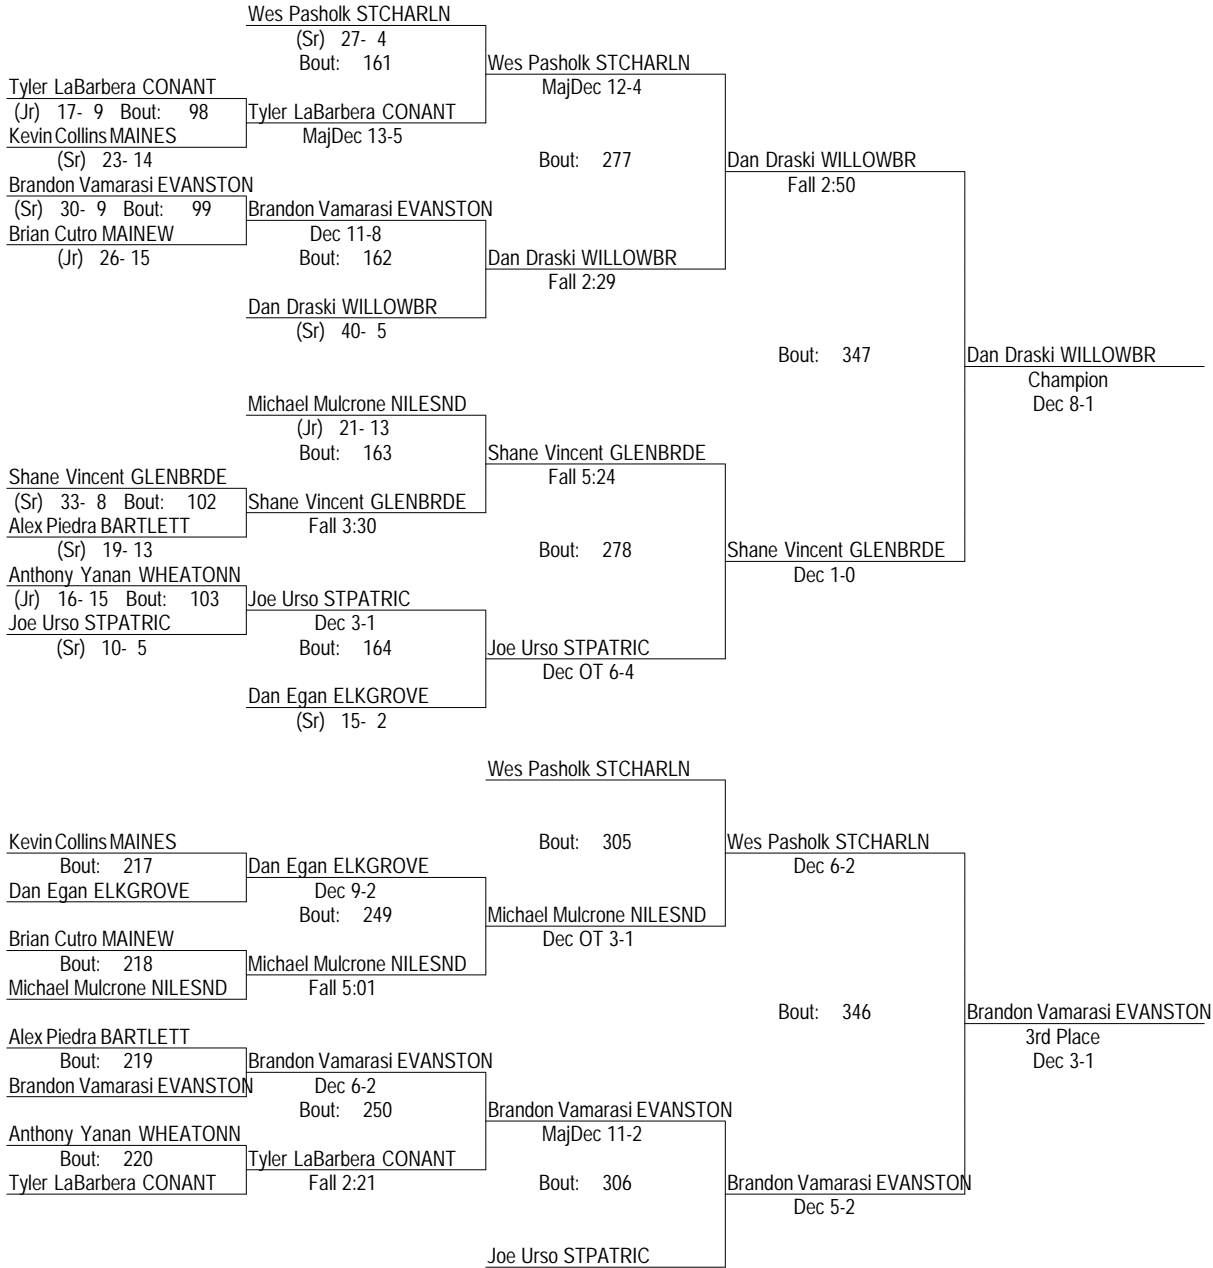 Wes Pasholk STCHARLN
(Sr) 27- 4
Bout: 161
Wes Pasholk STCHARLN
Tyler LaBarbera CONANT
MajDec 12-4
(Jr) 17- 9 Bout: 98
Tyler LaBarbera CONANT
Kevin Collins MAINES
MajDec 13-5
(Sr) 23- 14
Bout: 277
Dan Draski WILLOWBR
Brandon Vamarasi EVANSTON
Fall 2:50
(Sr) 30- 9 Bout: 99
Brandon Vamarasi EVANSTON
Brian Cutro MAINEW
Dec 11-8
(Jr) 26- 15
Bout: 162
Dan Draski WILLOWBR
Fall 2:29
Dan Draski WILLOWBR
(Sr) 40- 5
Bout: 347
Dan Draski WILLOWBR
Champion
Dec 8-1
Michael Mulcrone NILESND
(Jr) 21- 13
Bout: 163
Shane Vincent GLENBRDE
Shane Vincent GLENBRDE
Fall 5:24
(Sr) 33- 8 Bout: 102
Shane Vincent GLENBRDE
Alex Piedra BARTLETT
Fall 3:30
(Sr) 19- 13
Bout: 278
Shane Vincent GLENBRDE
Anthony Yanan WHEATONN
Dec 1-0
(Jr) 16- 15 Bout: 103
Joe Urso STPATRIC
Joe Urso STPATRIC
Dec 3-1
(Sr) 10- 5
Bout: 164
Joe Urso STPATRIC
Dec OT 6-4
Dan Egan ELKGROVE
(Sr) 15- 2
Wes Pasholk STCHARLN
Kevin Collins MAINES
Bout: 305
Wes Pasholk STCHARLN
Bout: 217
Dan Egan ELKGROVE
Dec 6-2
Dan Egan ELKGROVE
Dec 9-2
Bout: 249
Michael Mulcrone NILESND
Brian Cutro MAINEW
Dec OT 3-1
Bout: 218
Michael Mulcrone NILESND
Michael Mulcrone NILESND
Fall 5:01
Bout: 346
Brandon Vamarasi EVANSTON
Alex Piedra BARTLETT
3rd Place
Bout: 219
Brandon Vamarasi EVANSTON
Dec 3-1
Brandon Vamarasi EVANSTON
Dec 6-2
Bout: 250
Brandon Vamarasi EVANSTON
Anthony Yanan WHEATONN
MajDec 11-2
Bout: 220
Tyler LaBarbera CONANT
Tyler LaBarbera CONANT
Fall 2:21
Bout: 306
Brandon Vamarasi EVANSTON
Dec 5-2
Joe Urso STPATRIC